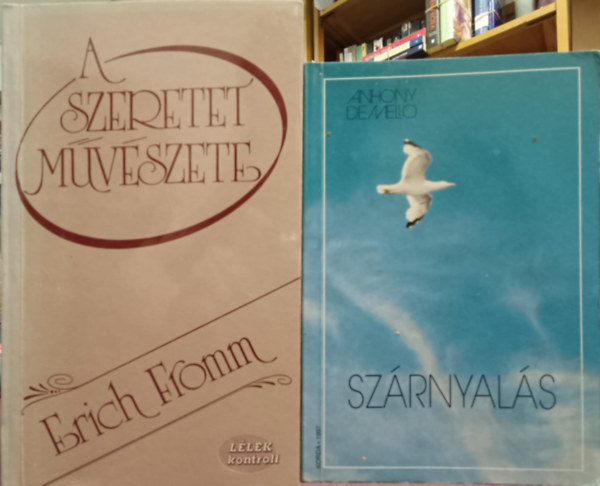 A
SZERETET
MŰVÉSZETE
Erich Fromm
LÉLEK
kontroll
ANTHONY
DE MELLO
SZÁRNYALÁS